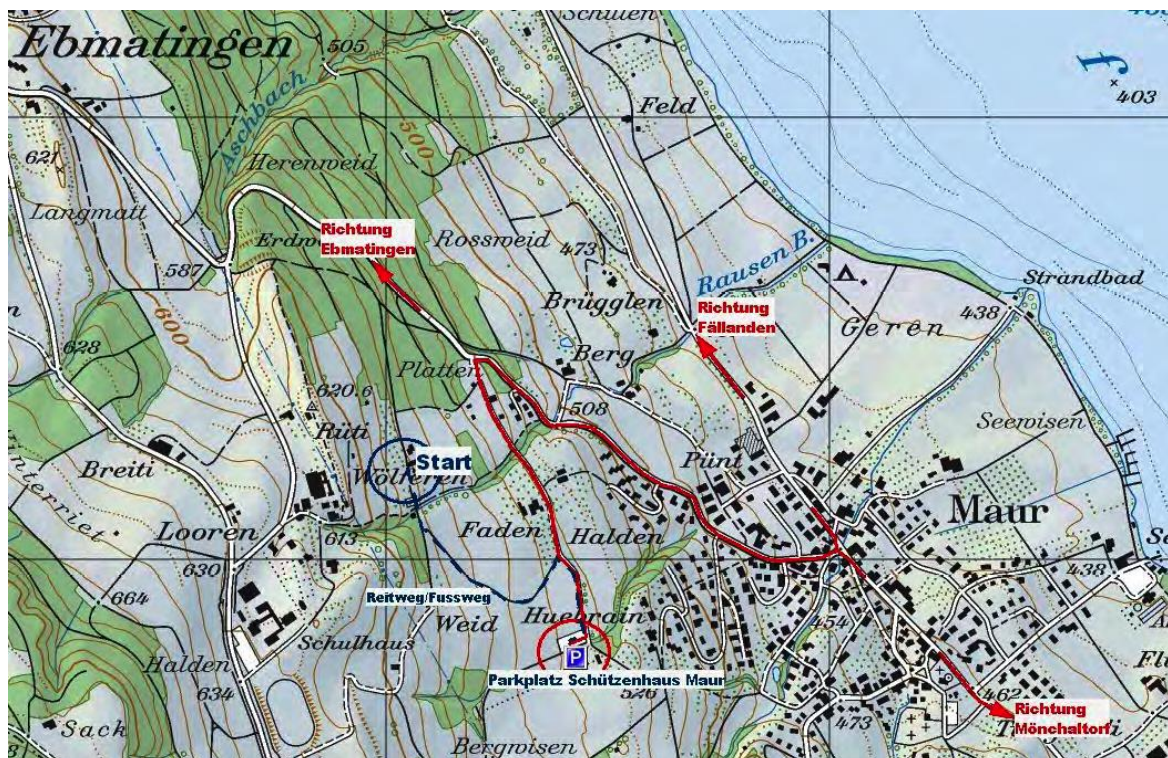 Ebmatingen
505
Schillen
f
403
Aschbach
Feld
500
621
Herenweid
Langmatt
Richtung
Ebmatingen
Rossweid
473
Rausen B.
587
Strandbad
Brügglen
Richtung
Fällanden
Geren
438
600
628
Berg
Platten
620.6
508
Seewisen
Rüti
Start
Wolferen
Pünt
Breiti
Maur
Looren
Faden
Halden
613
630
438
Reitweg/Fussweg
664
Weid
454
Schulhaus
Halden
P
Parkplatz Schützenhaus Maur
634
526
462
Richtung
Mönchaltorf
473
Sack
Bergwisen